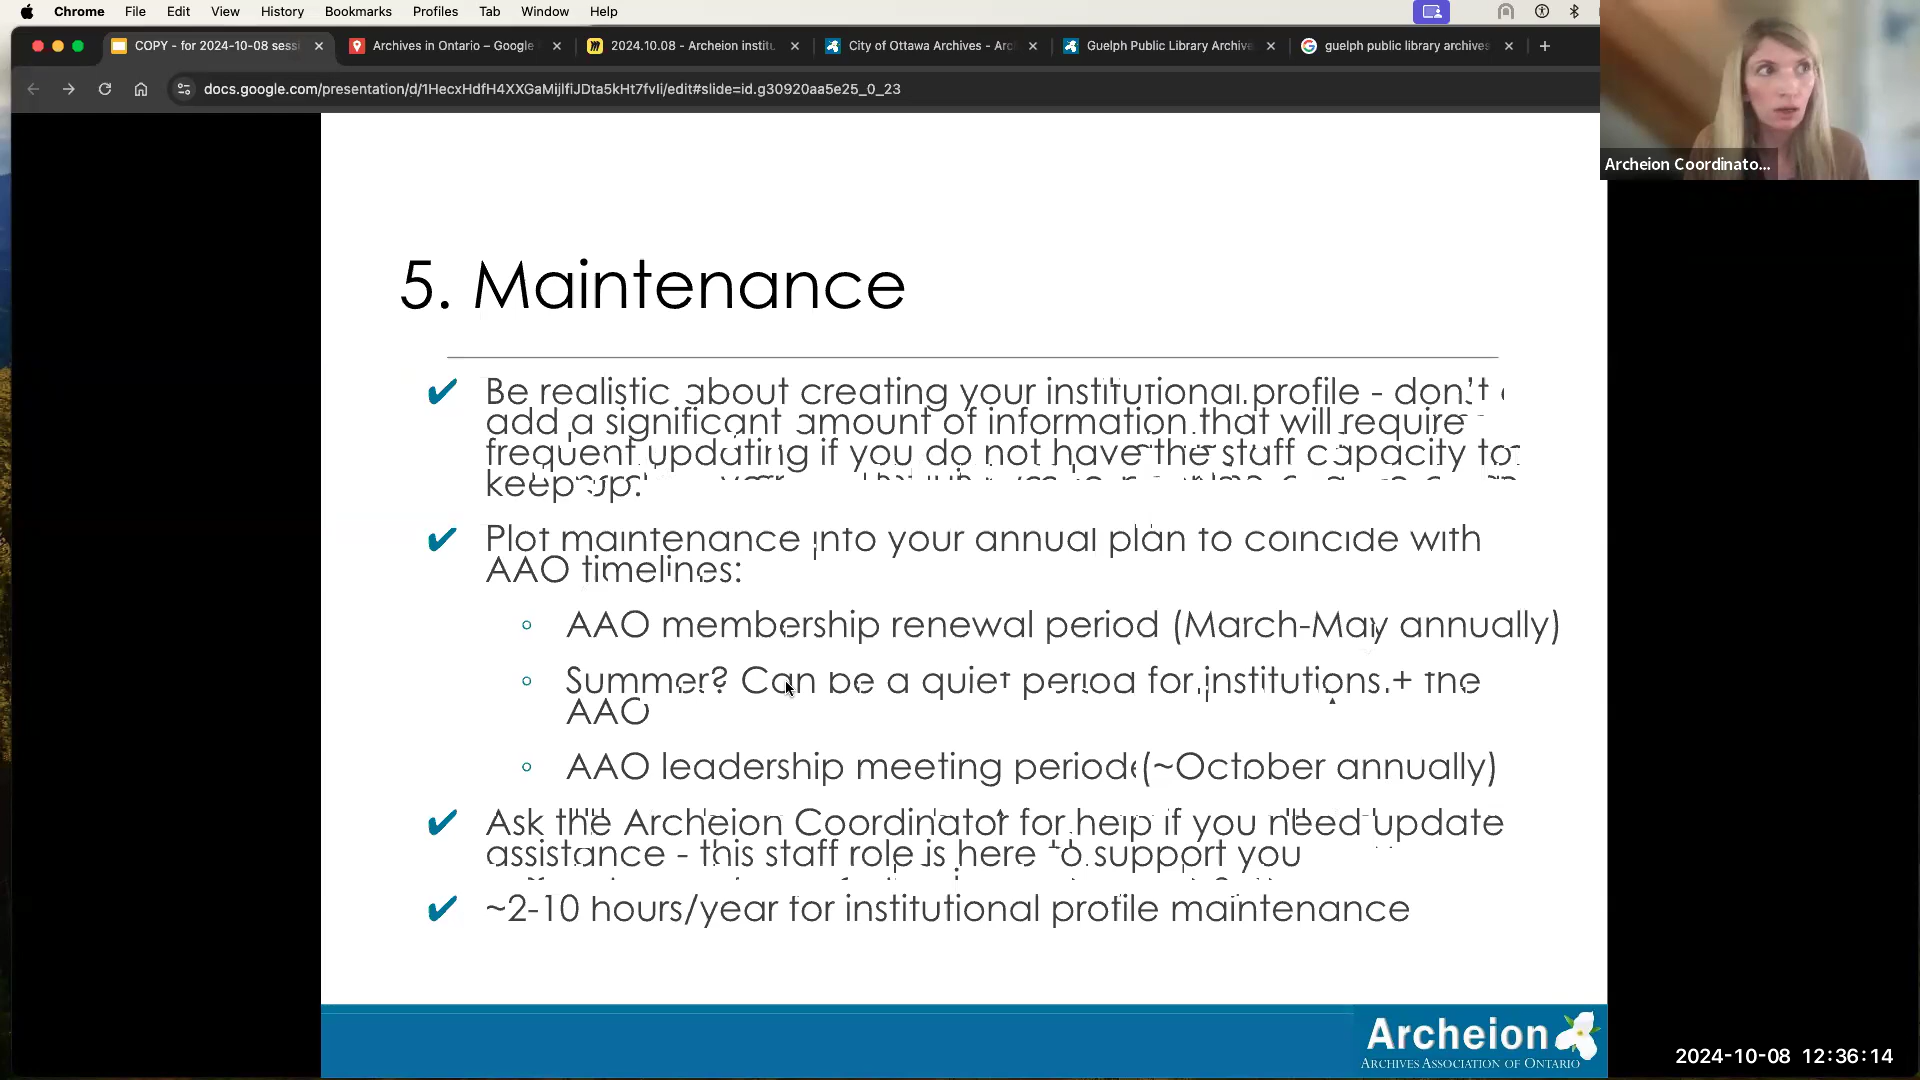 Chrome File Edit View History Bookmarks Profiles Tab Window Help
COPY - for 2024-10-08 sessi
Archives in Ontario – Google
2024.10.08 - Archeion institu
City of Ottawa Archives - Arc
Guelph Public Library Archive
guelph public library archives
docs.google.com/presentation/d/1HecxHdfH4XXGaMijlfiJDta5kHt7fvIi/edit#slide=id.g30920aa5e25_0_23
Archeion Coordinato...
5. Maintenance
✔ Be realistic about creating your institutional profile - don't
add a significant amount of information that will require
frequent updating if you do not have the staff capacity to
keep up.
✔ Plot maintenance into your annual plan to coincide with
AAO timelines:
○ AAO membership renewal period (March-May annually)
○ Summer? Can be a quiet period for institutions + the
AAO
○ AAO leadership meeting period (~October annually)
✔ Ask the Archeion Coordinator for help if you need update
assistance - this staff role is here to support you
✔ ~2-10 hours/year for institutional profile maintenance
Archeion
ARCHIVES ASSOCIATION OF ONTARIO
2024-10-08 12:36:14